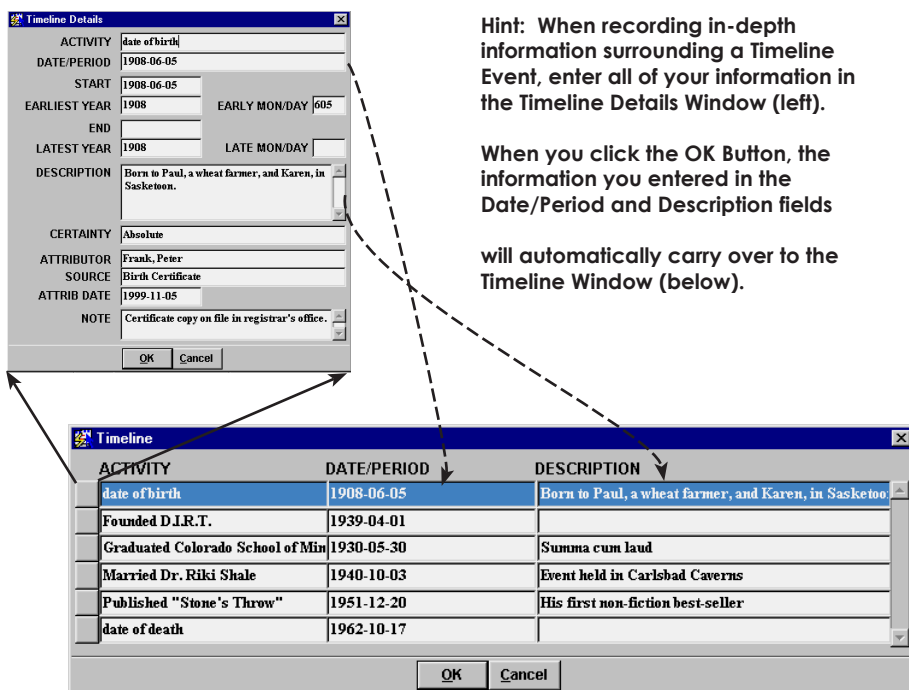 Timeline Details
ACTIVITY date of birth
DATE/PERIOD 1908-06-05
START 1908-06-05
EARLIEST YEAR 1908 EARLY MON/DAY 605
END
LATEST YEAR 1908 LATE MON/DAY
DESCRIPTION Born to Paul, a wheat farmer, and Karen, in
Sasketoon.
CERTAINTY Absolute
ATTRIBUTOR Frank, Peter
SOURCE Birth Certificate
ATTRIB DATE 1999-11-05
NOTE Certificate copy on file in registrar's office.
OK Cancel
Hint: When recording in-depth
information surrounding a Timeline
Event, enter all of your information in
the Timeline Details Window (left).
When you click the OK Button, the
information you entered in the
Date/Period and Description fields
will automatically carry over to the
Timeline Window (below).
Timeline
ACTIVITY DATE/PERIOD DESCRIPTION
date of birth 1908-06-05 Born to Paul, a wheat farmer, and Karen, in Sasketoo
Founded D.I.R.T. 1939-04-01
Graduated Colorado School of Min 1930-05-30 Summa cum laud
Married Dr. Riki Shale 1940-10-03 Event held in Carlsbad Caverns
Published "Stone's Throw" 1951-12-20 His first non-fiction best-seller
date of death 1962-10-17
OK Cancel